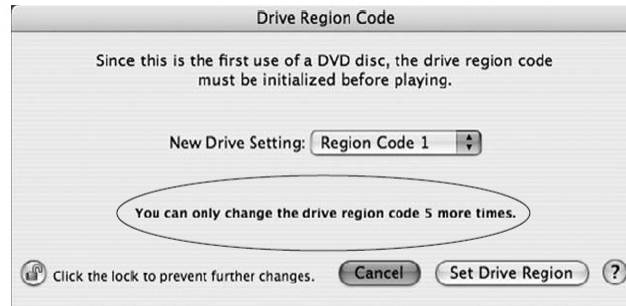 Drive Region Code
Since this is the first use of a DVD disc, the drive region code
must be initialized before playing.
New Drive Setting: Region Code 1
You can only change the drive region code 5 more times.
Click the lock to prevent further changes. Cancel Set Drive Region ?